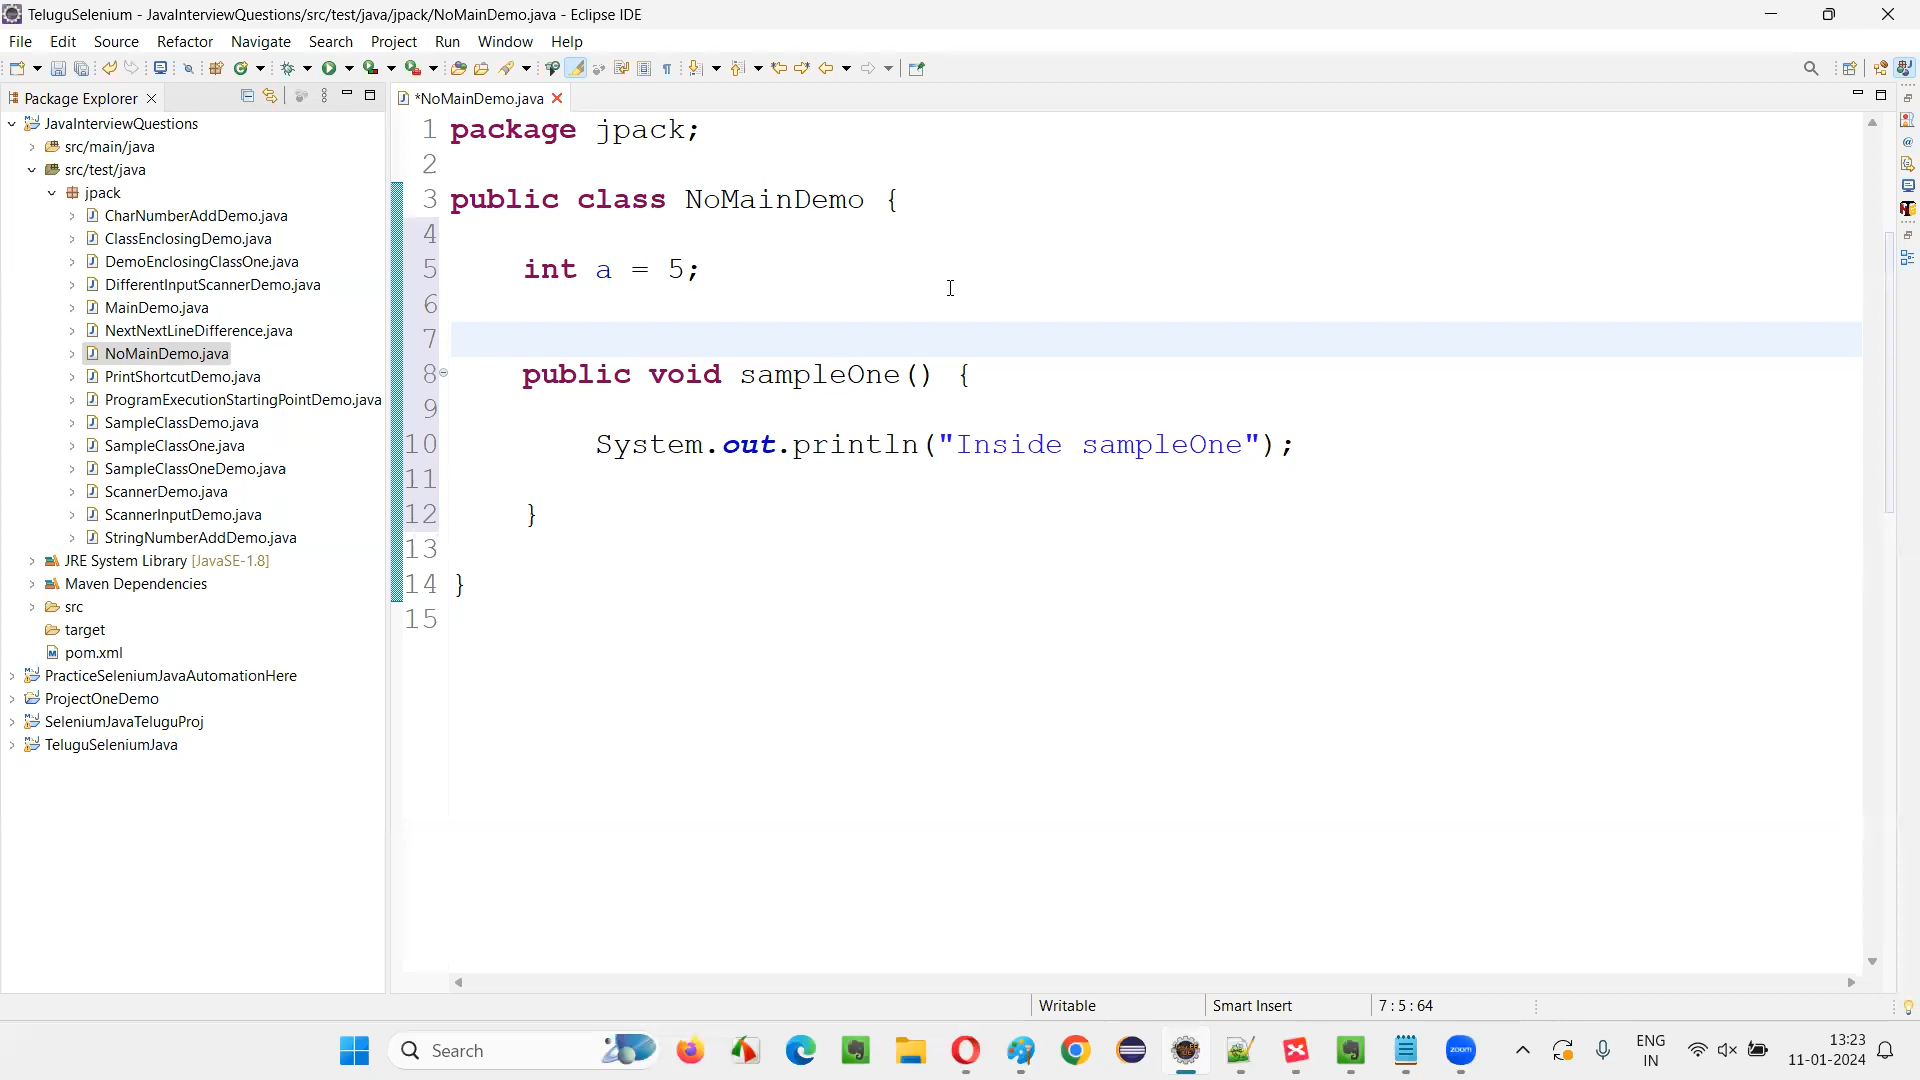 TeluguSelenium - JavaInterviewQuestions/src/test/java/jpack/NoMainDemo.java - Eclipse IDE
File Edit Source Refactor Navigate Search Project Run Window Help
Package Explorer
*NoMainDemo.java
JavaInterviewQuestions
src/main/java
src/test/java
jpack
CharNumberAddDemo.java
ClassEnclosingDemo.java
DemoEnclosingClassOne.java
DifferentInputScannerDemo.java
MainDemo.java
NextNextLineDifference.java
NoMainDemo.java
PrintShortcutDemo.java
ProgramExecutionStartingPointDemo.java
SampleClassDemo.java
SampleClassOne.java
SampleClassOneDemo.java
ScannerDemo.java
ScannerInputDemo.java
StringNumberAddDemo.java
JRE System Library [JavaSE-1.8]
Maven Dependencies
src
target
pom.xml
PracticeSeleniumJavaAutomationHere
ProjectOneDemo
SeleniumJavaTeluguProj
TeluguSeleniumJava
1 package jpack;
2
3 public class NoMainDemo {
4
5 int a = 5;
6
7
8 public void sampleOne() {
9
10 System.out.println("Inside sampleOne");
11
12 }
13
14 }
15
Writable Smart Insert 7 : 5 : 64
Search
zoom
ENG
IN
13:23
11-01-2024